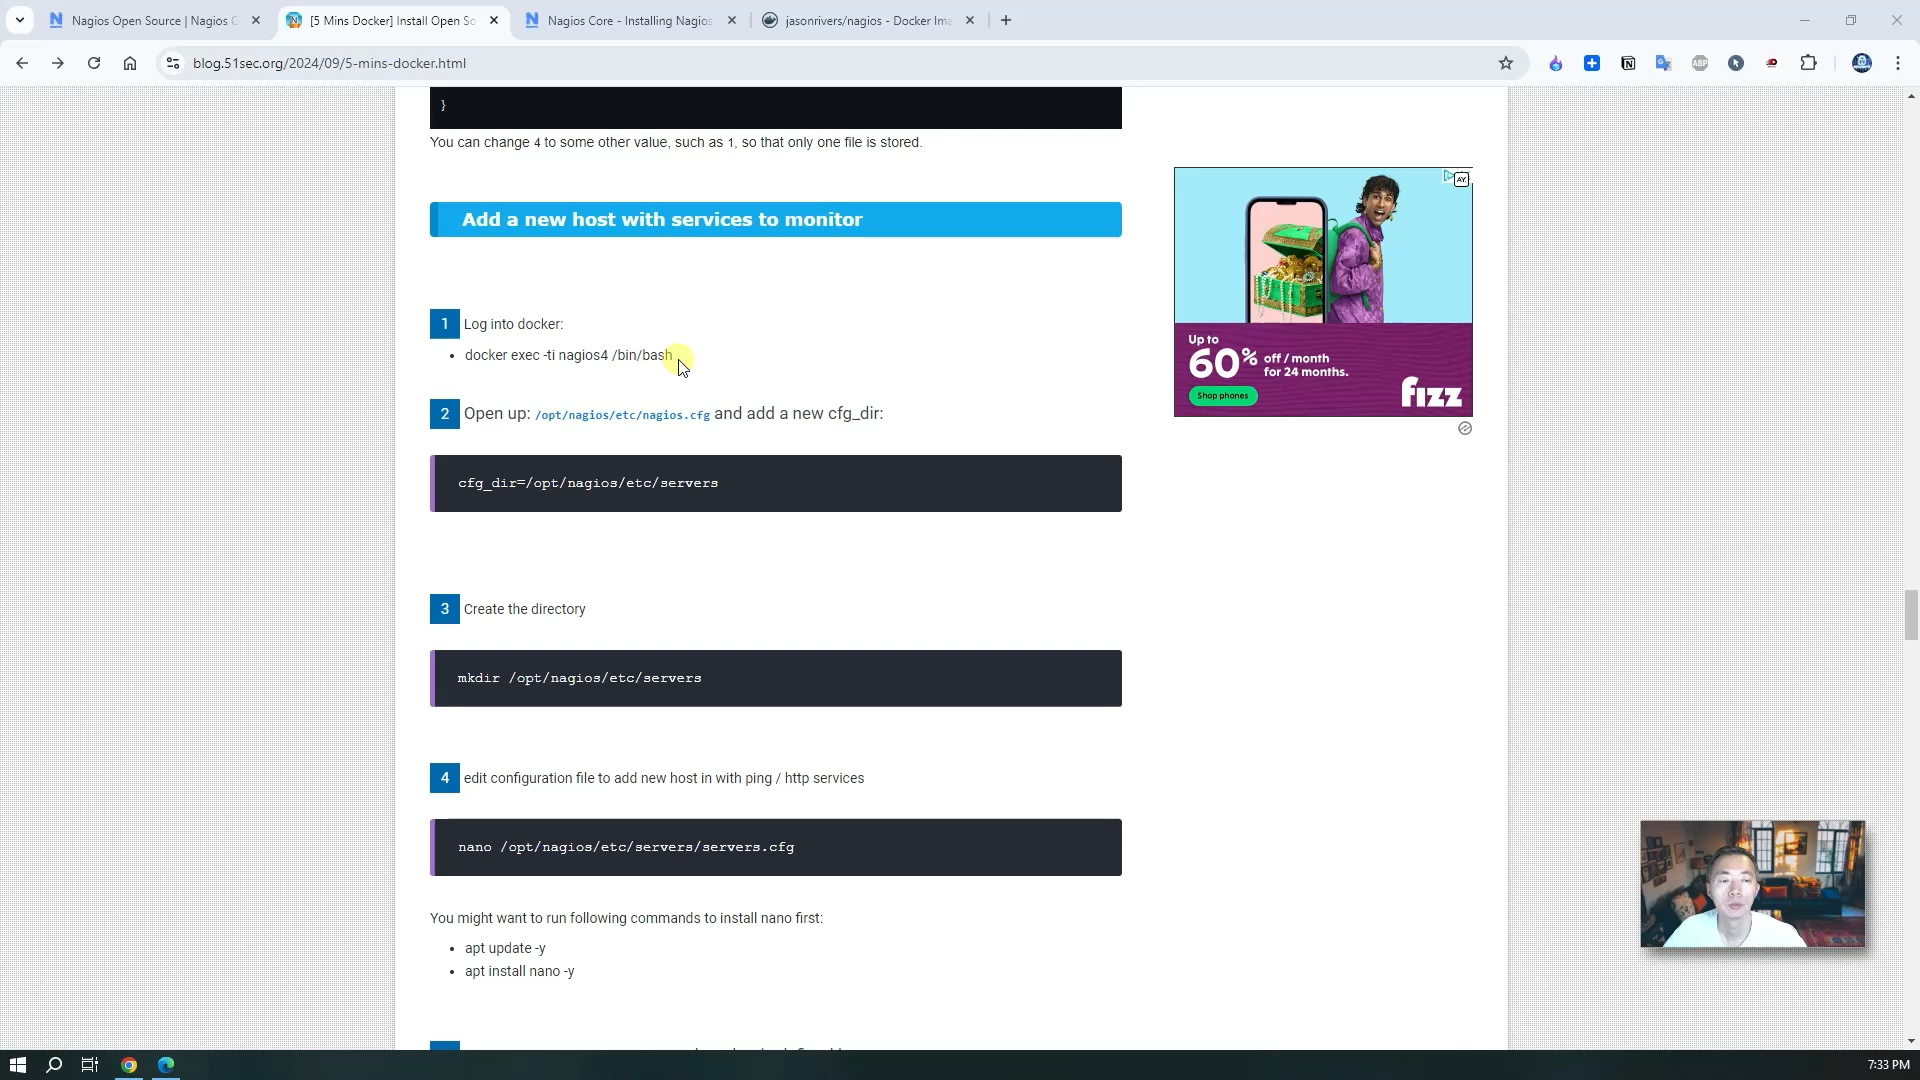 Nagios Open Source | Nagios
[5 Mins Docker] Install Open So
Nagios Core - Installing Nagios
jasonrivers/nagios - Docker Ima
blog.51sec.org/2024/09/5-mins-docker.html
ABP
}
You can change 4 to some other value, such as 1, so that only one file is stored.
Add a new host with services to monitor
1 Log into docker:
• docker exec -ti nagios4 /bin/bash
2 Open up: /opt/nagios/etc/nagios.cfg and add a new cfg_dir:
cfg_dir=/opt/nagios/etc/servers
3 Create the directory
mkdir /opt/nagios/etc/servers
4 edit configuration file to add new host in with ping / http services
nano /opt/nagios/etc/servers/servers.cfg
You might want to run following commands to install nano first:
• apt update -y
• apt install nano -y
Up to
60% off / month
for 24 months.
Shop phones
fizz
7:33 PM